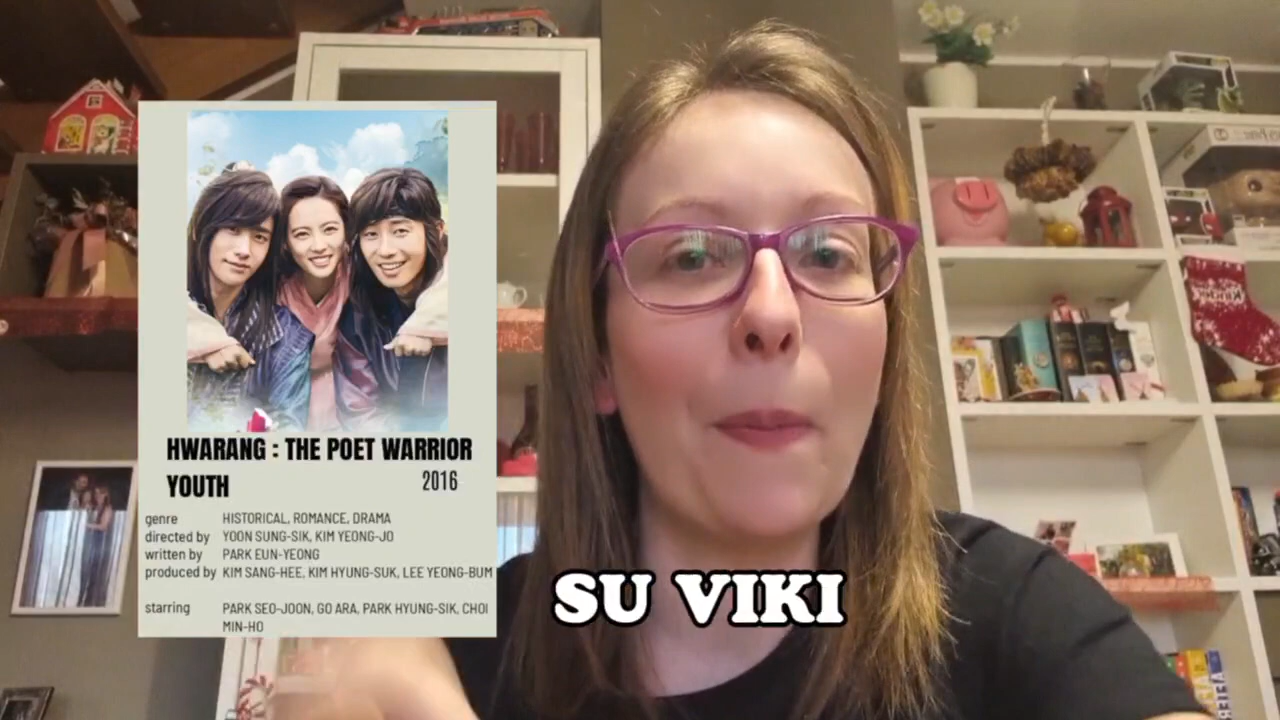 HWARANG : THE POET WARRIOR
YOUTH 2016
genre HISTORICAL, ROMANCE, DRAMA
directed by YOON SUNG-SIK, KIM YEONG-JO
written by PARK EUN-YEONG
produced by KIM SANG-HEE, KIM HYUNG-SUK, LEE YEONG-BUM
starring PARK SEO-JOON, GO ARA, PARK HYUNG-SIK, CHOI
MIN-HO
SU VIKI